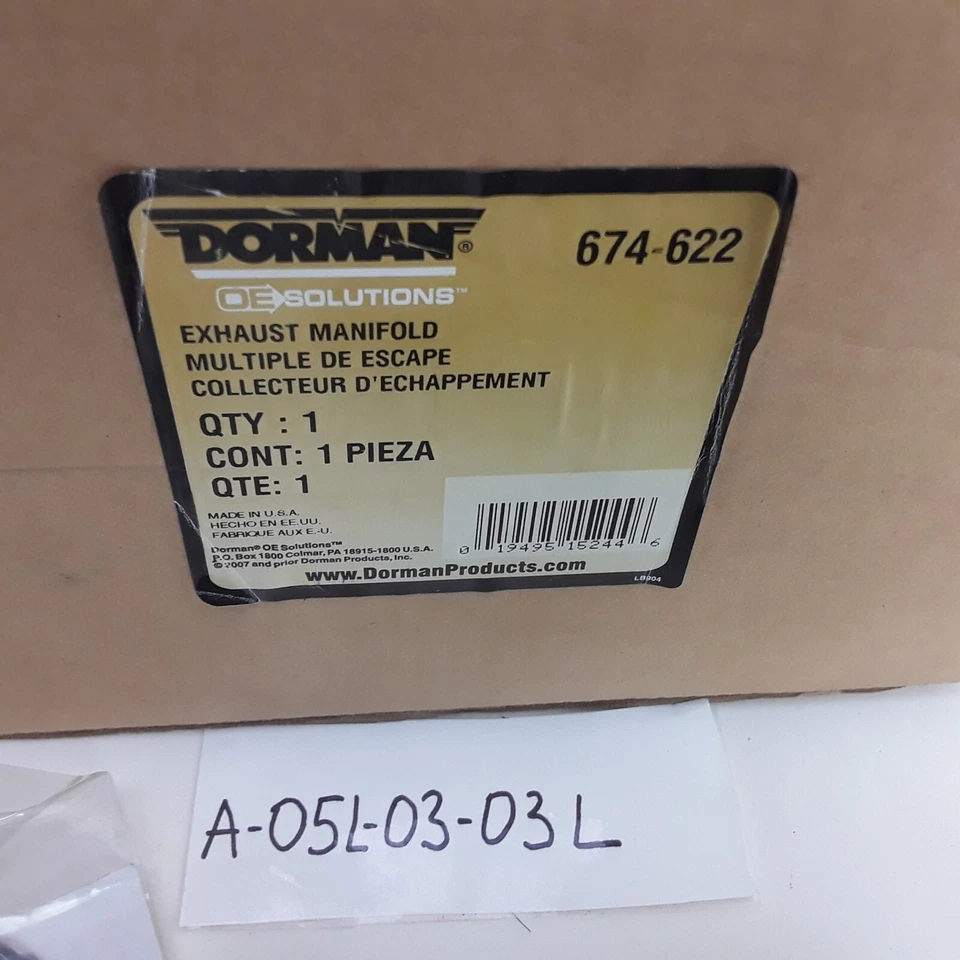 DORMAN®
674-622
OE SOLUTIONS™
EXHAUST MANIFOLD
MULTIPLE DE ESCAPE
COLLECTEUR D'ECHAPPEMENT
QTY : 1
CONT: 1 PIEZA
QTE: 1
MADE IN U.S.A.
HECHO EN EE.UU.
FABRIQUE AUX E.-U.
Dorman® OE Solutions™
P.O. Box 1800 Colmar, PA 18915-1800 U.S.A.
© 2007 and prior Dorman Products, Inc.
0 19495 15244 6
www.DormanProducts.com
LB904
A-05L-03-03L